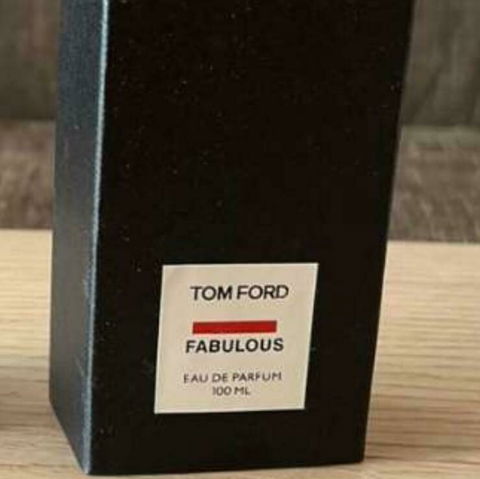 TOM FORD
FABULOUS
EAU DE PARFUM
100 ML